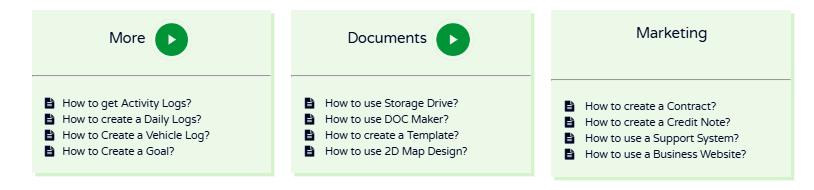 More
How to get Activity Logs?
How to create a Daily Logs?
How to Create a Vehicle Log?
How to Create a Goal?
Documents
How to use Storage Drive?
How to use DOC Maker?
How to create a Template?
How to use 2D Map Design?
Marketing
How to create a Contract?
How to create a Credit Note?
How to use a Support System?
How to use a Business Website?